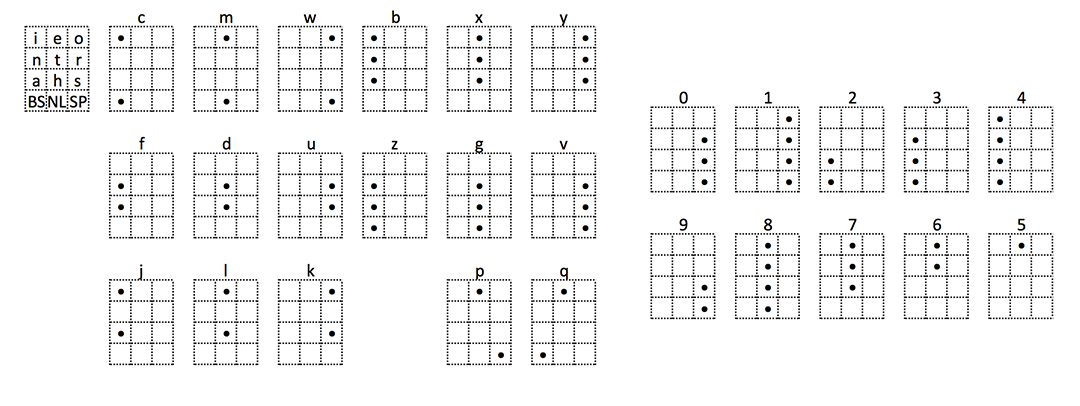 c m w b x y
i e o
n t r
a h s
BS NL SP
0 1 2 3 4
f d u z g v
9 8 7 6 5
j l k p q